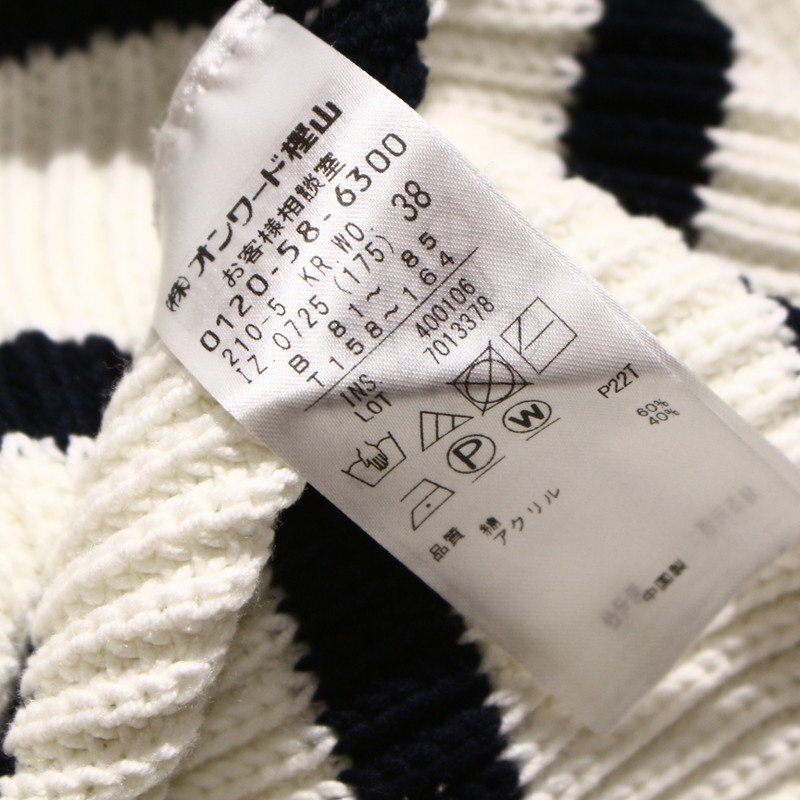 (株)オンワード樫山
お客様相談室
0120-58-6300
210-5 KR WO 38
IZ 0725 (175)
B 81～ 85
T158～164
INS 400106
LOT 7013378
P
W
P22T
品質 綿 60%
アクリル 40%
中国製